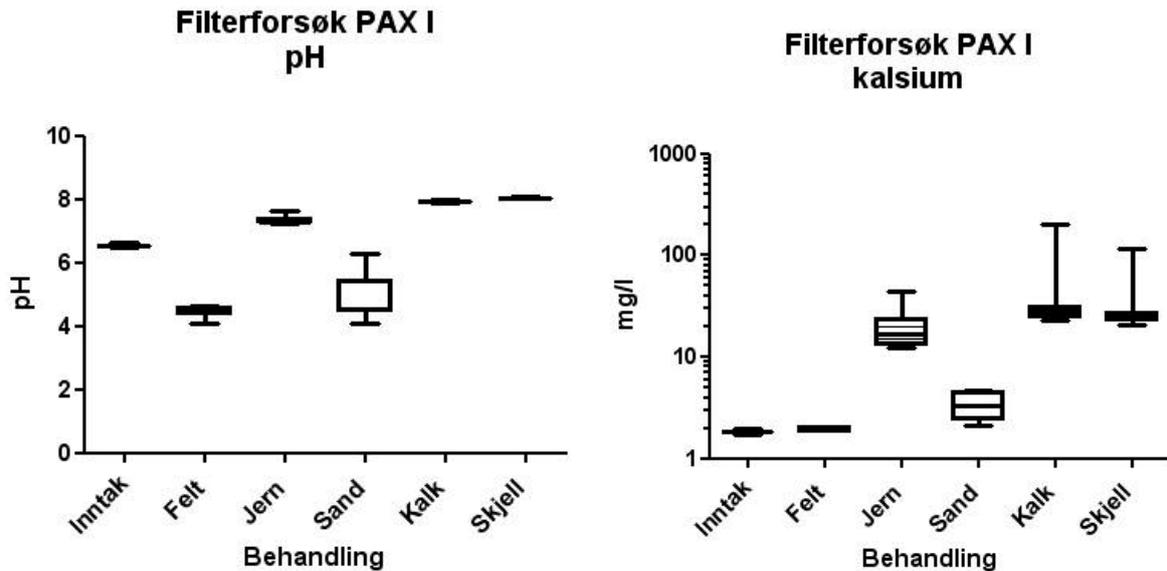 Filterforsøk PAX I
pH
10
8
6
4
2
0
pH
Inntak
Felt
Jern
Sand
Kalk
Skjell
Behandling
Filterforsøk PAX I
kalsium
1000
100
10
1
mg/l
Inntak
Felt
Jern
Sand
Kalk
Skjell
Behandling